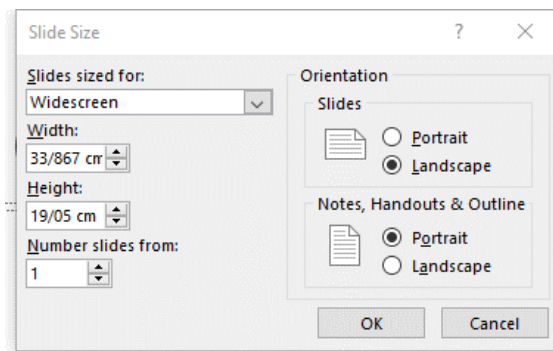 Slide Size
?
Slides sized for:
Widescreen
Width:
33/867 cm
Height:
19/05 cm
Number slides from:
1
Orientation
Slides
Portrait
Landscape
Notes, Handouts & Outline
Portrait
Landscape
OK
Cancel